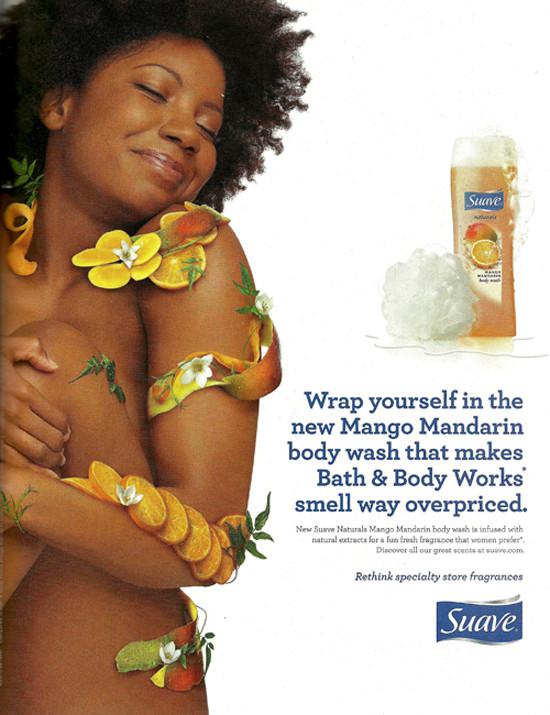 Suave
naturals
MANGO
MANDARIN
body wash
Wrap yourself in the
new Mango Mandarin
body wash that makes
Bath & Body Works*
smell way overpriced.
New Suave Naturals Mango Mandarin body wash is infused with
natural extracts for a fun fresh fragrance that women prefer*.
Discover all our great scents at suave.com.
Rethink specialty store fragrances
Suave®